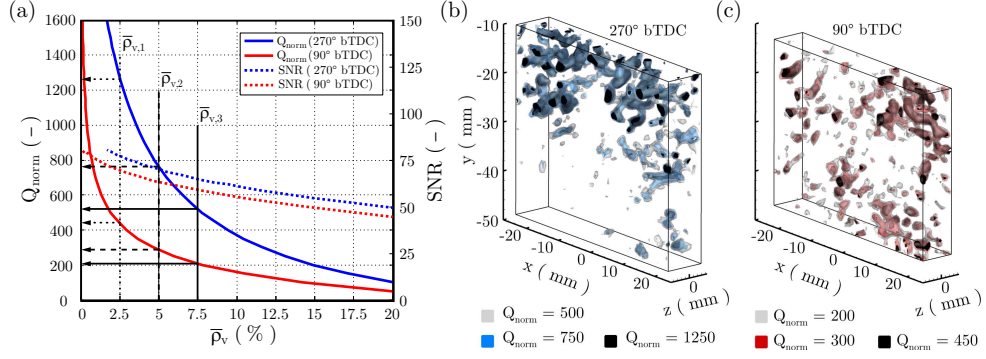 (a)
1600
1400
1200
1000
800
600
400
200
0
Q_norm (−)
0
2.5
5
7.5
10
12.5
15
17.5
20
ρ̅_v ( % )
150
125
100
75
50
25
0
SNR (−)
ρ̅_v,1
ρ̅_v,2
ρ̅_v,3
Q_norm (270° bTDC)
Q_norm (90° bTDC)
SNR ( 270° bTDC)
SNR ( 90° bTDC)
(b)
270° bTDC
-10
-20
-30
-40
-50
y ( mm )
-20
-10
0
10
20
x ( mm )
0
z ( mm )
Q_norm = 500
Q_norm = 750
Q_norm = 1250
(c)
90° bTDC
-20
-10
0
10
20
x ( mm )
0
z ( mm )
Q_norm = 200
Q_norm = 300
Q_norm = 450